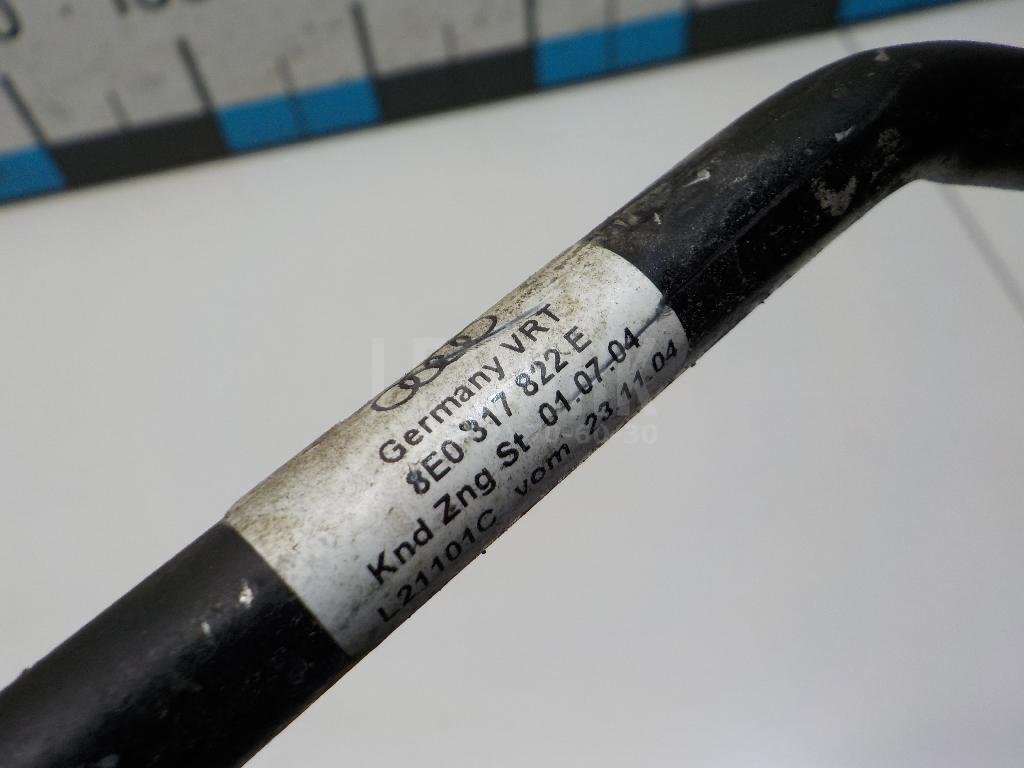 Germany VRT
8E0 317 822 E
Knd Zng St 01.07.04
L21101C vom 23.11.04